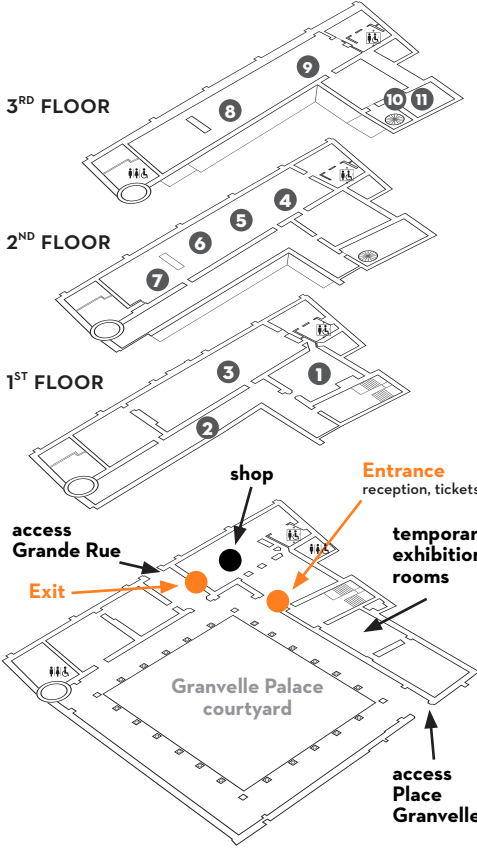 3RD FLOOR
9
8
10
11
2ND FLOOR
4
5
6
7
1ST FLOOR
3
1
2
shop
Entrance
reception, tickets
access
Grande Rue
temporar
exhibition
rooms
Exit
Granvelle Palace
courtyard
access
Place
Granvelle